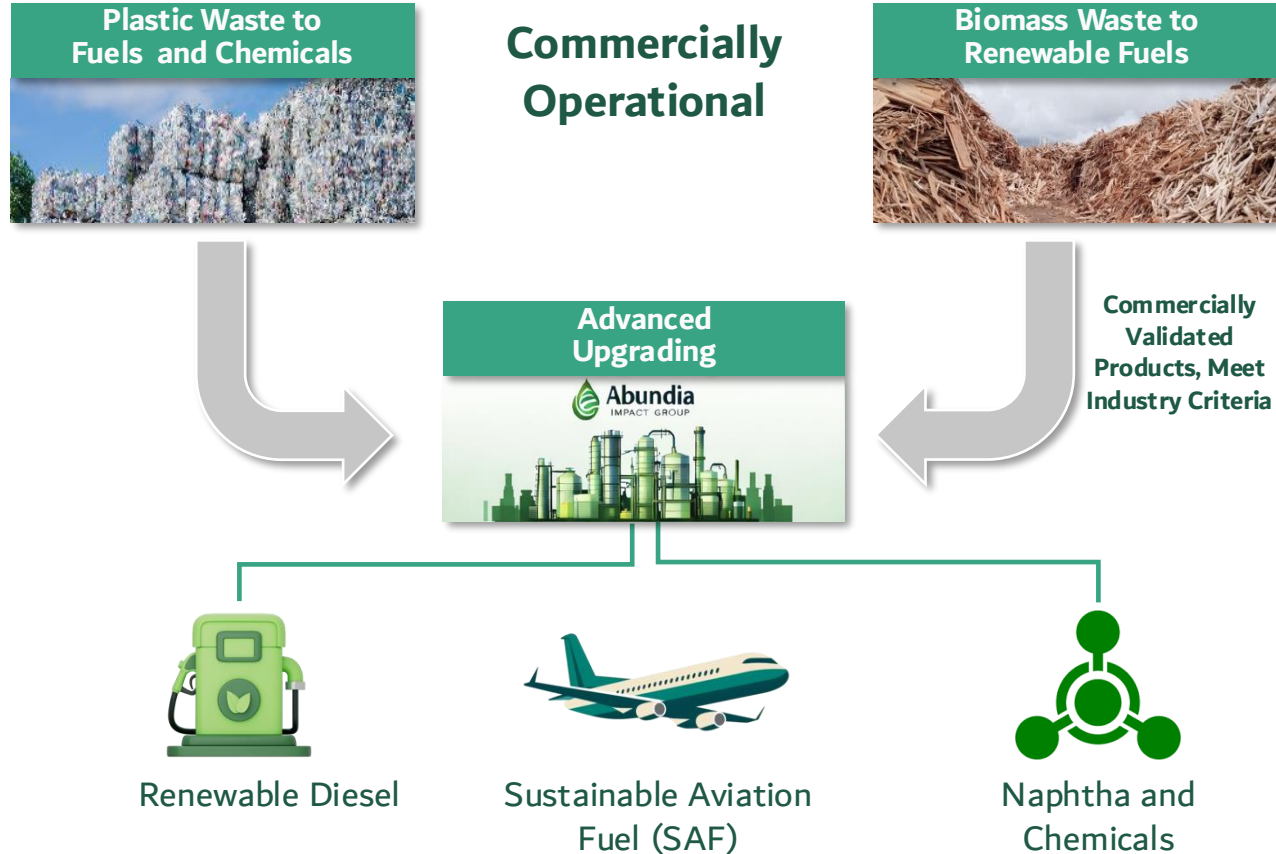 Plastic Waste to
Fuels and Chemicals
Commercially
Operational
Biomass Waste to
Renewable Fuels
Commercially
Validated
Products, Meet
Industry Criteria
Advanced
Upgrading
Abundia
IMPACT GROUP
Renewable Diesel
Sustainable Aviation
Fuel (SAF)
Naphtha and
Chemicals